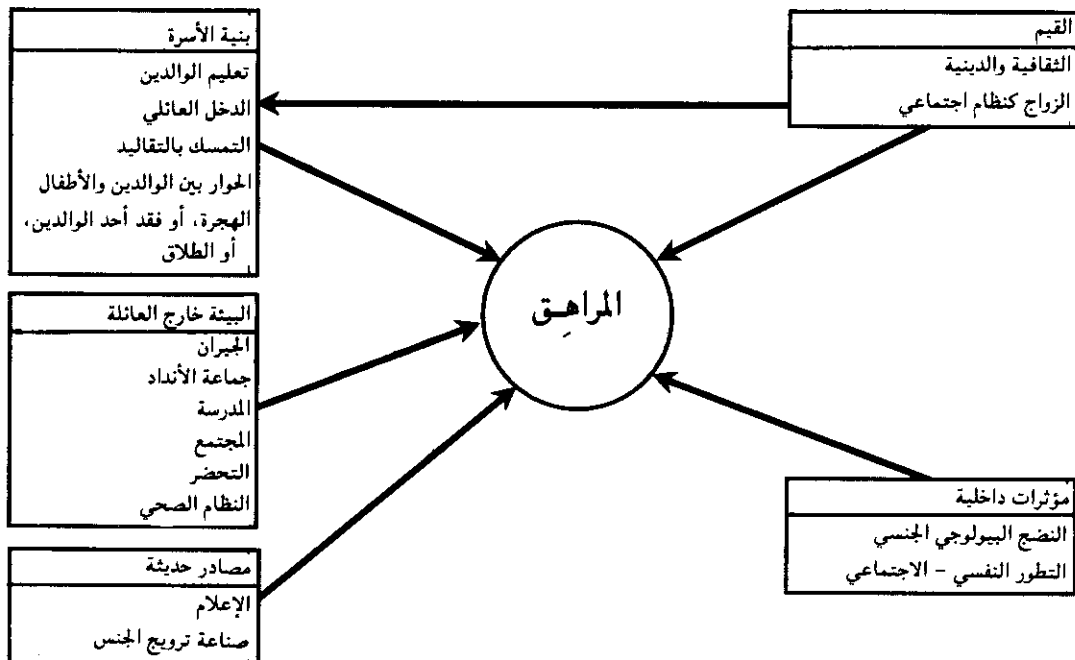 القيم
الثقافية والدينية
الزواج كنظام اجتماعي
بنية الأسرة
تعليم الوالدين
الدخل العائلي
التمسك بالتقاليد
الحوار بين الوالدين والأطفال
الهجرة، أو فقد أحد الوالدين،
أو الطلاق
المراهِـق
البيئة خارج العائلة
الجيران
جماعة الأنداد
المدرسة
المجتمع
التحضر
النظام الصحي
مؤثرات داخلية
النضج البيولوجي الجنسي
التطور النفسي – الاجتماعي
مصادر حديثة
الإعلام
صناعة ترويج الجنس